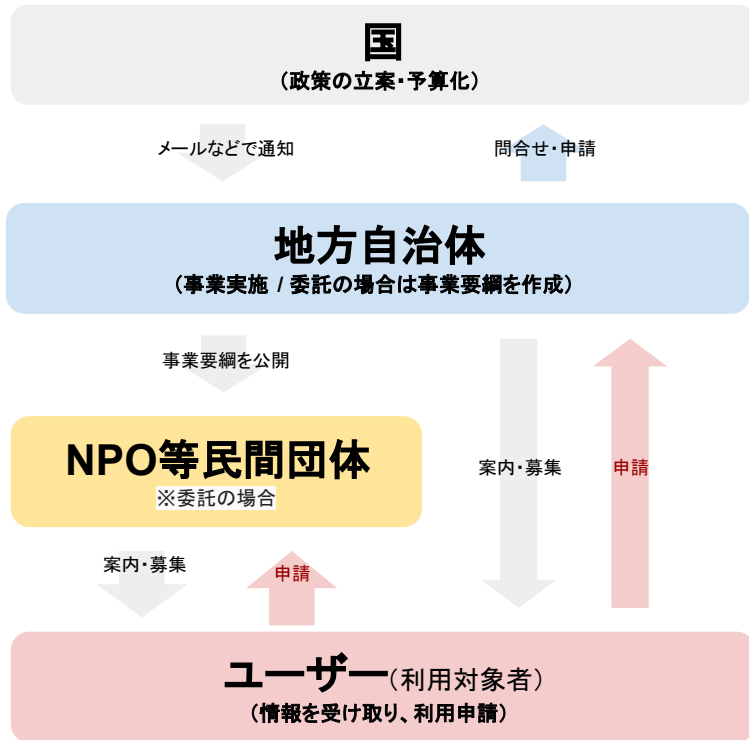 国
（政策の立案・予算化）
メールなどで通知
問合せ・申請
地方自治体
（事業実施 / 委託の場合は事業要綱を作成）
事業要綱を公開
NPO等民間団体
※委託の場合
案内・募集
申請
案内・募集
申請
ユーザー（利用対象者）
（情報を受け取り、利用申請）